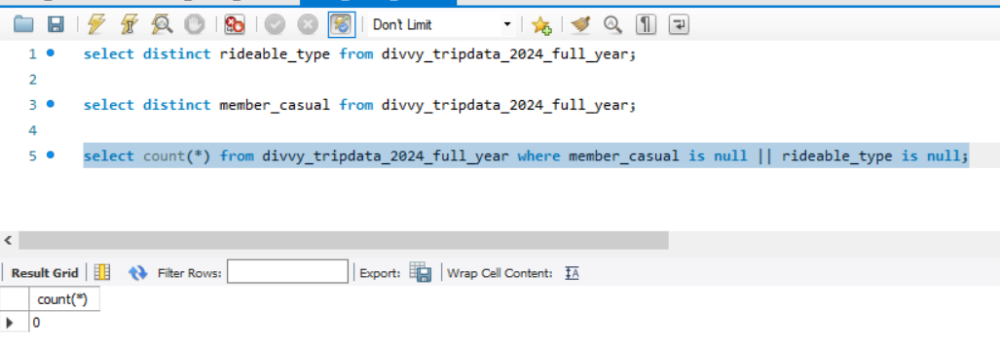 Don't Limit
1 select distinct rideable_type from divvy_tripdata_2024_full_year;
2
3 select distinct member_casual from divvy_tripdata_2024_full_year;
4
5 select count(*) from divvy_tripdata_2024_full_year where member_casual is null || rideable_type is null;
Result Grid Filter Rows: Export: Wrap Cell Content: IA
count(*)
0